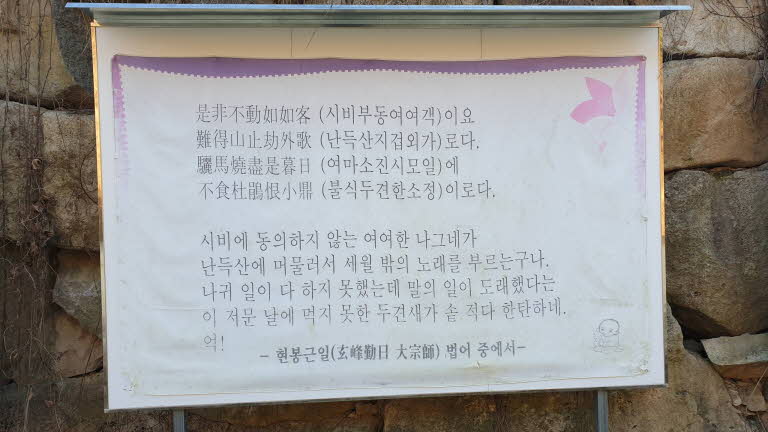 是非不動如如客 (시비부동여여객)이요
難得山止劫外歌 (난득산지겁외가)로다.
驪馬燒盡是暮日 (여마소진시모일)에
不食杜鵑恨小鼎 (불식두견한소정)이로다.
시비에 동의하지 않는 여여한 나그네가
난득산에 머물러서 세월 밖의 노래를 부르는구나.
나귀 일이 다 하지 못했는데 말의 일이 도래했다는
이 저문 날에 먹지 못한 두견새가 솥 적다 한탄하네.
억!
- 현봉근일(玄峰勤日 大宗師) 법어 중에서-